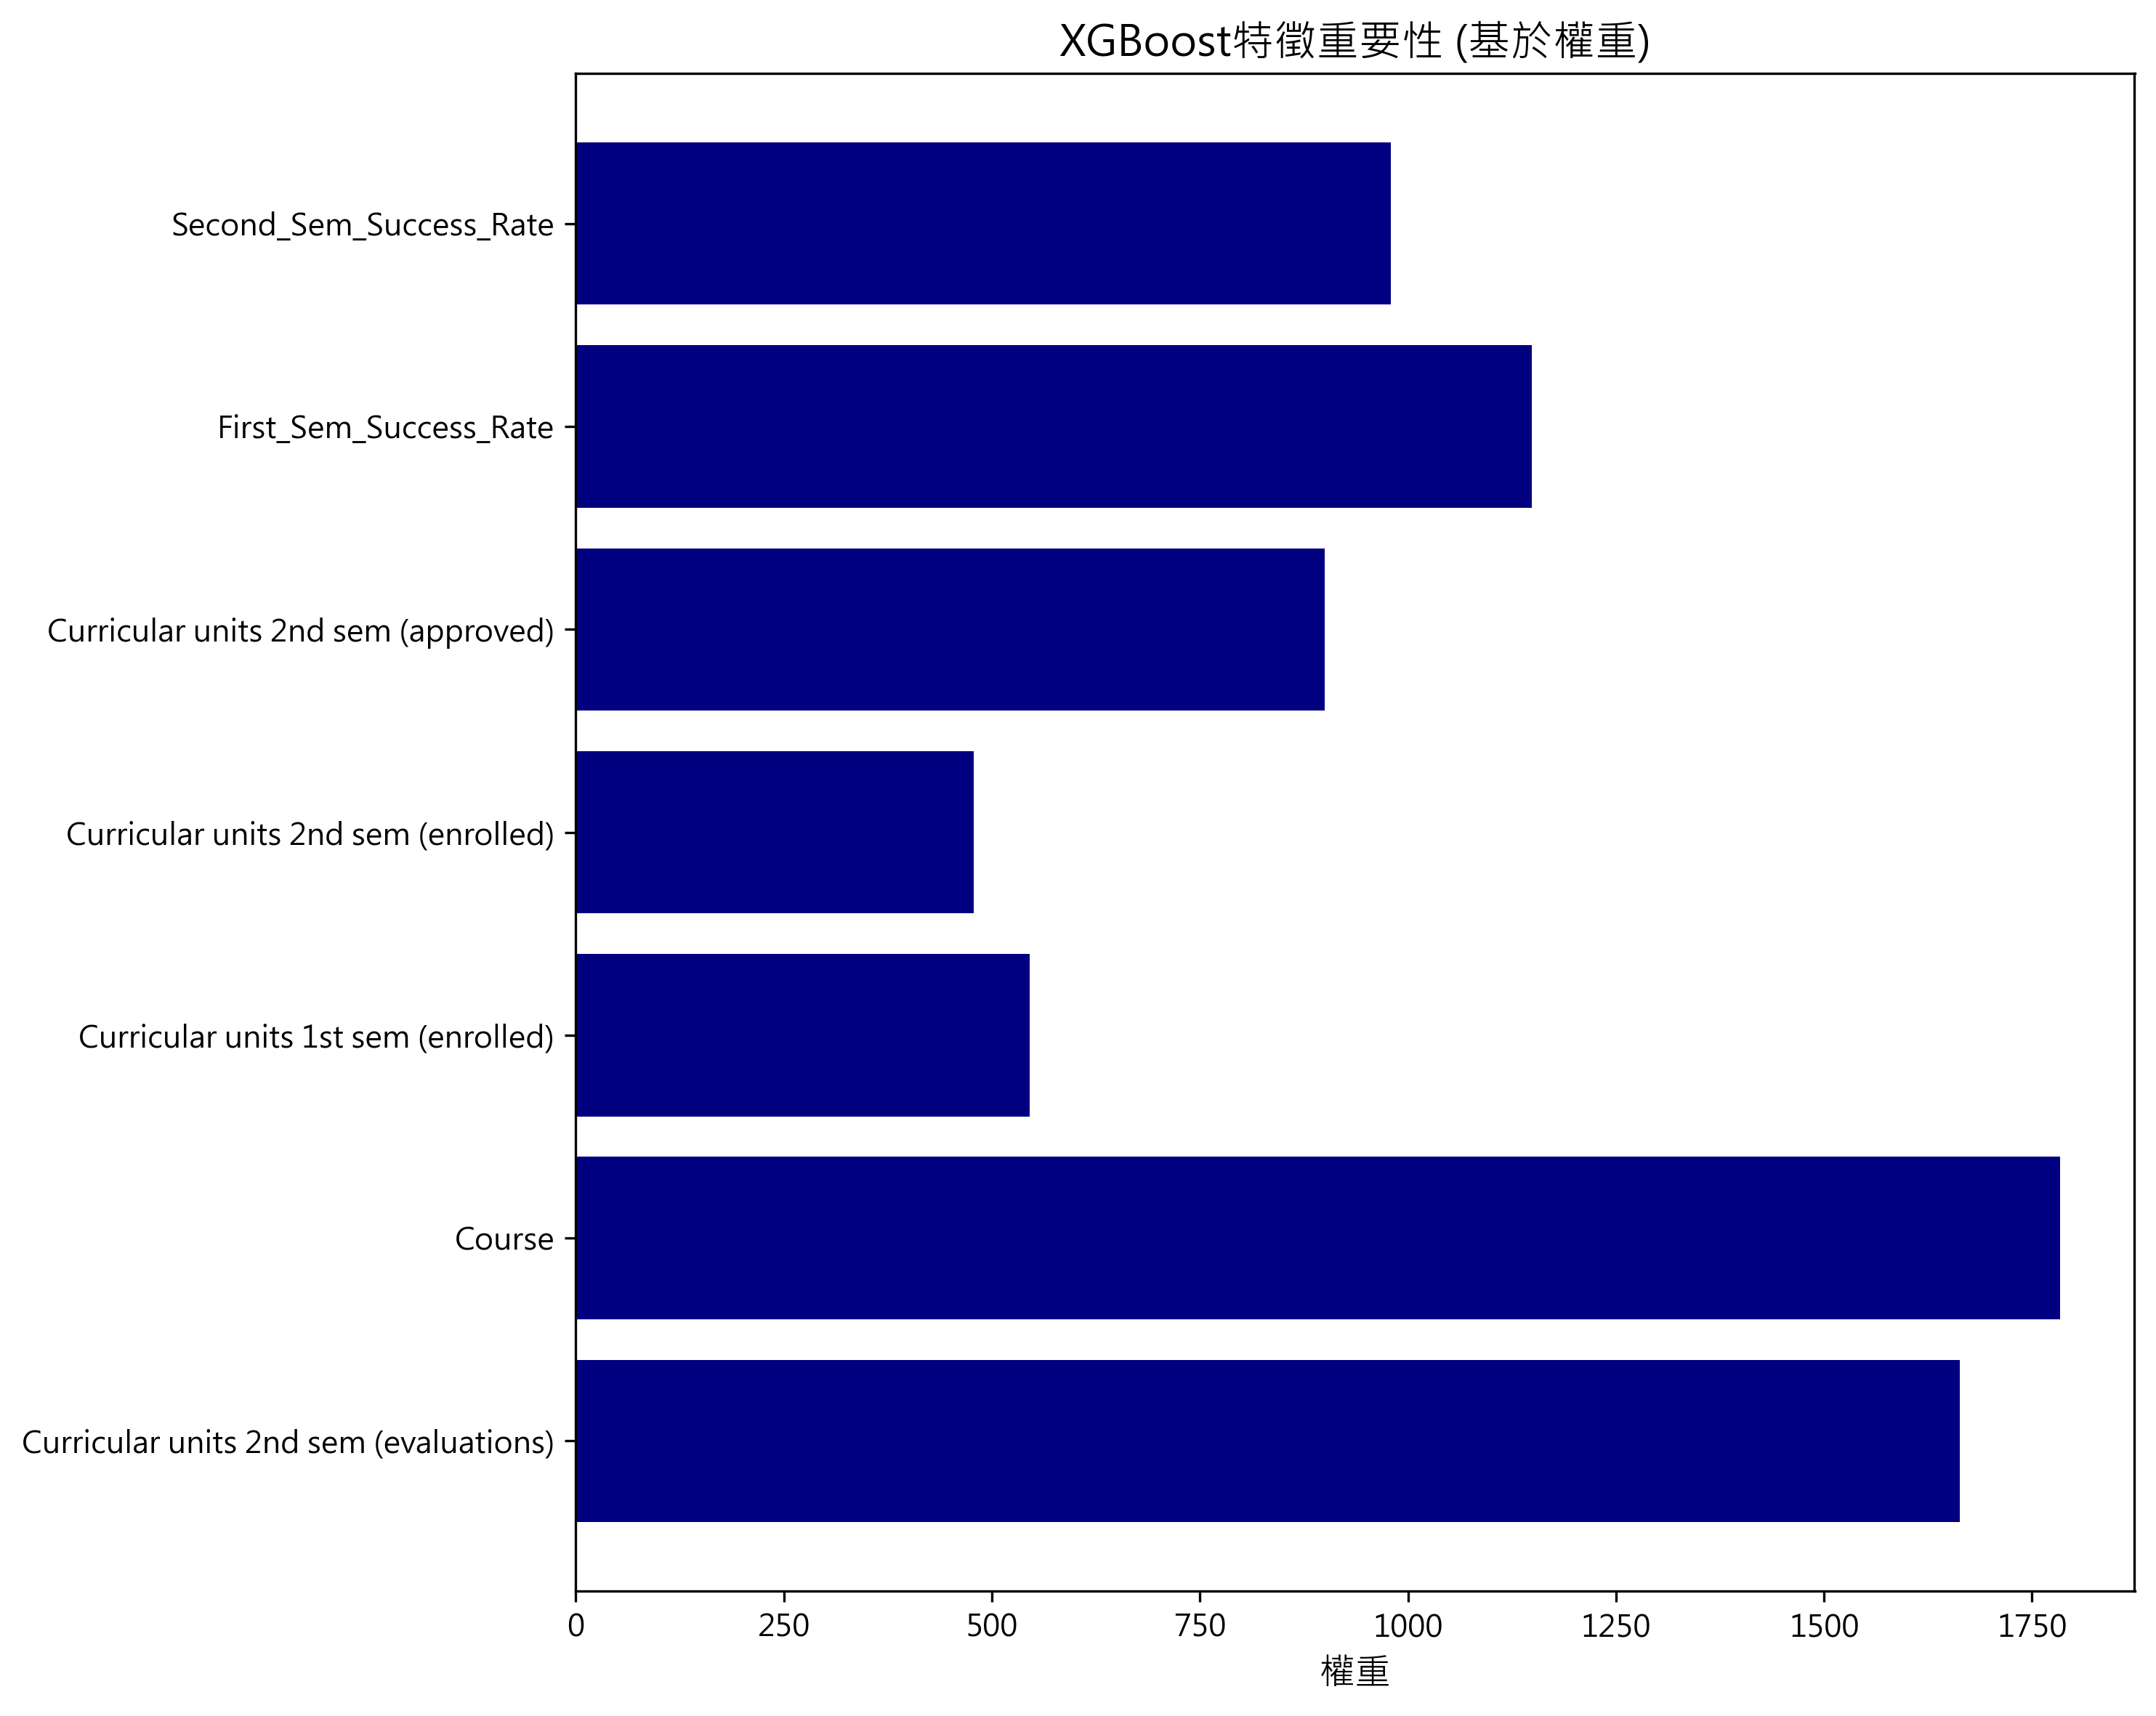 XGBoost特徵重要性 (基於權重)
Second_Sem_Success_Rate
First_Sem_Success_Rate
Curricular units 2nd sem (approved)
Curricular units 2nd sem (enrolled)
Curricular units 1st sem (enrolled)
Course
Curricular units 2nd sem (evaluations)
0 250 500 750 1000 1250 1500 1750
權重